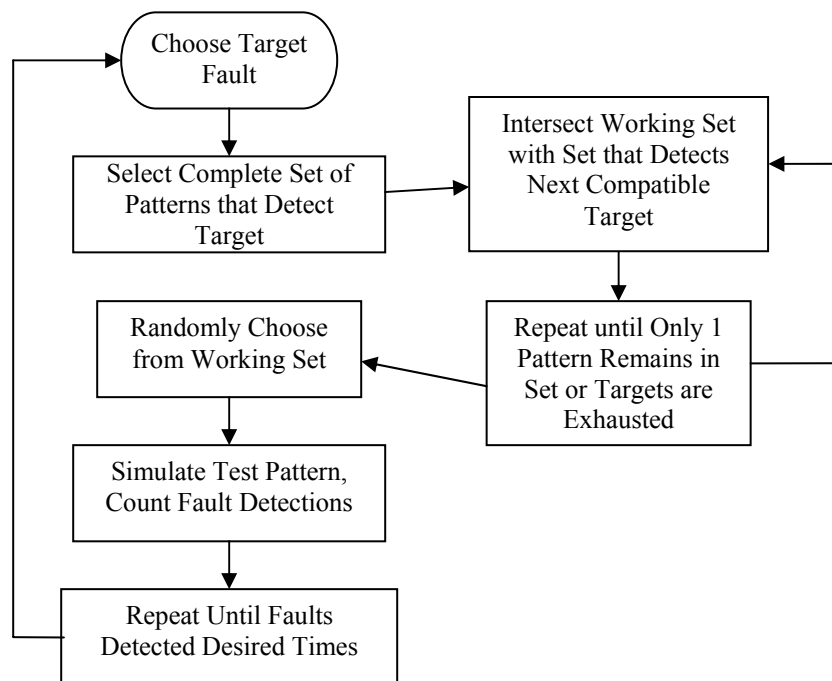 Choose Target
Fault
Select Complete Set of
Patterns that Detect
Target
Intersect Working Set
with Set that Detects
Next Compatible
Target
Repeat until Only 1
Pattern Remains in
Set or Targets are
Exhausted
Randomly Choose
from Working Set
Simulate Test Pattern,
Count Fault Detections
Repeat Until Faults
Detected Desired Times